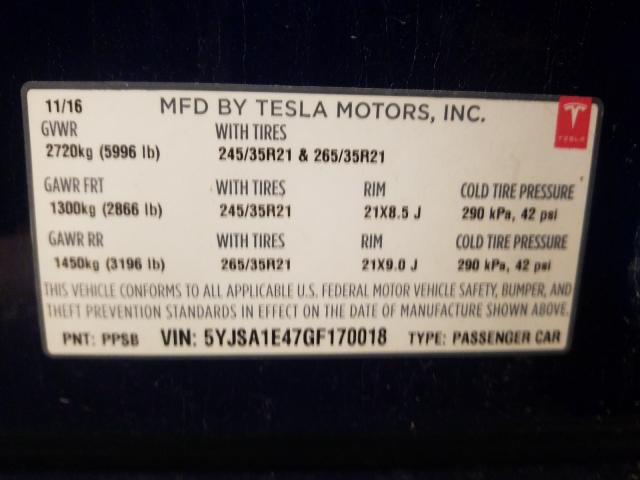 11/16 MFD BY TESLA MOTORS, INC.
GVWR WITH TIRES
TESLA
2720kg (5996 lb) 245/35R21 & 265/35R21
GAWR FRT WITH TIRES RIM COLD TIRE PRESSURE
1300kg (2866 lb) 245/35R21 21X8.5 J 290 kPa, 42 psi
GAWR RR WITH TIRES RIM COLD TIRE PRESSURE
1450kg (3196 lb) 265/35R21 21X9.0 J 290 kPa, 42 psi
THIS VEHICLE CONFORMS TO ALL APPLICABLE U.S. FEDERAL MOTOR VEHICLE SAFETY, BUMPER, AND
THEFT PREVENTION STANDARDS IN EFFECT ON THE DATE OF MANUFACTURE SHOWN ABOVE.
PNT: PPSB VIN: 5YJSA1E47GF170018 TYPE: PASSENGER CAR